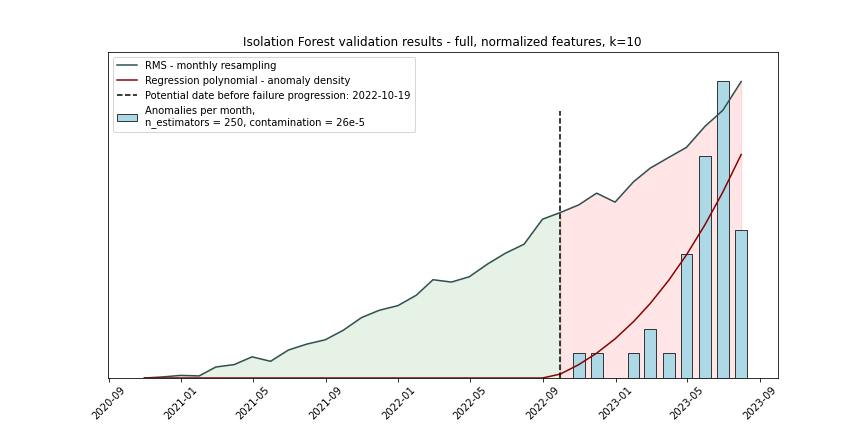 Isolation Forest validation results - full, normalized features, k=10
RMS - monthly resampling
Regression polynomial - anomaly density
Potential date before failure progression: 2022-10-19
Anomalies per month,
n_estimators = 250, contamination = 26e-5
2020-09
2021-01
2021-05
2021-09
2022-01
2022-05
2022-09
2023-01
2023-05
2023-09